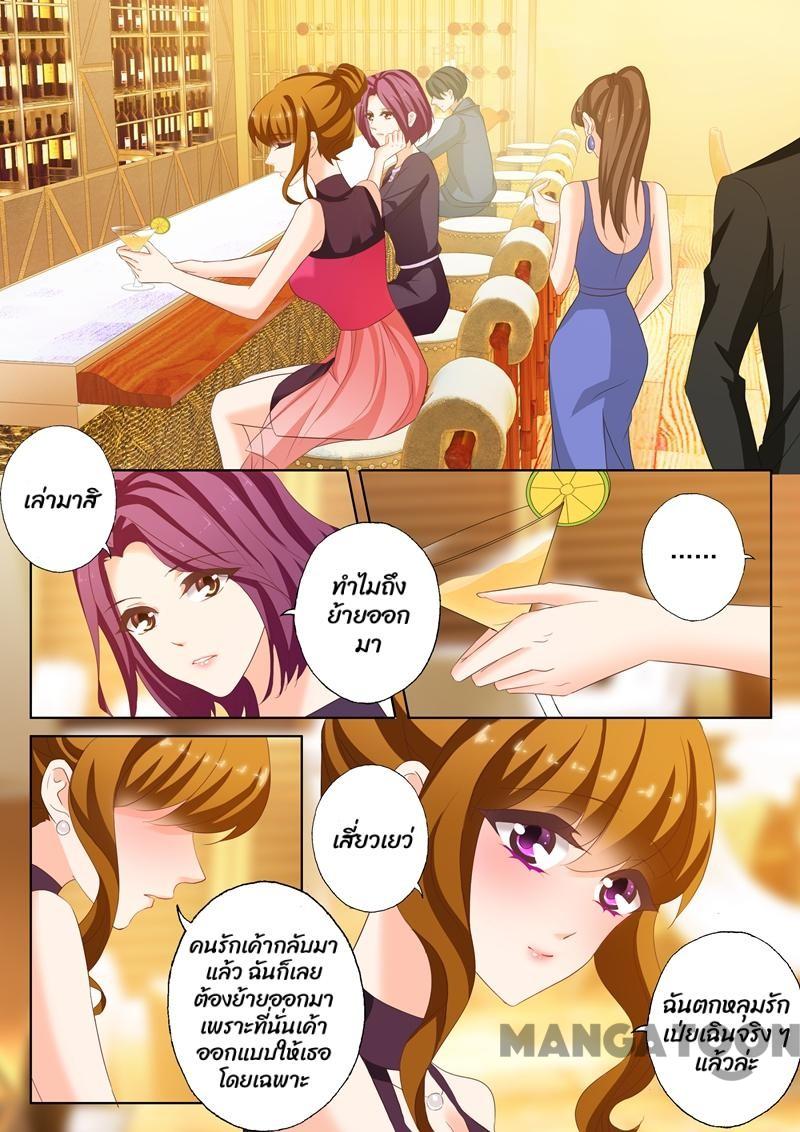 เล่ามาสิ
ทำไมถึง
ย้ายออก
มา
......
คนรักเค้ากลับมา
แล้ว ฉันก็เลย
ต้องย้ายออกมา
เพราะที่นั่นเค้า
ออกแบบให้เธอ
โดยเฉพาะ
เสี่ยวเยว่
ฉันตกหลุมรัก
เป่ยเฉินจริง ๆ
แล้วล่ะ
MANGATOON